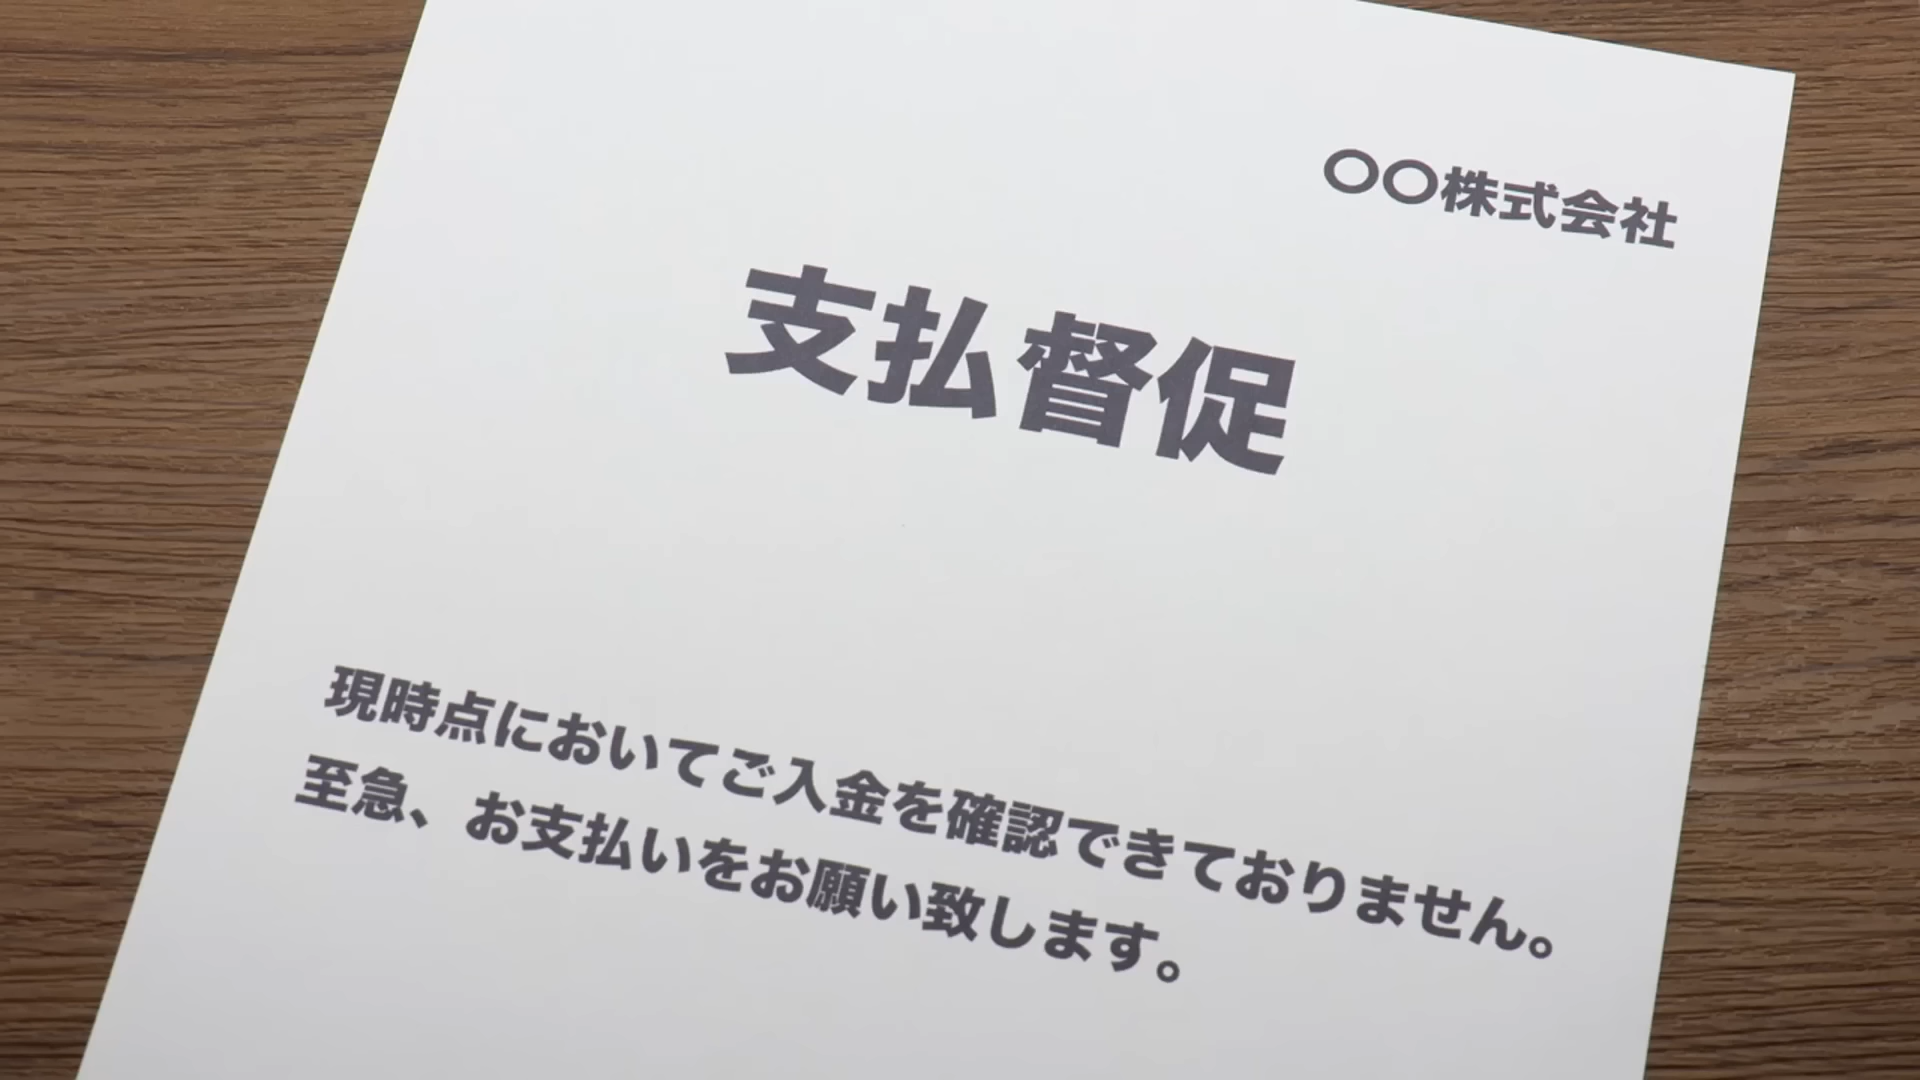 〇〇株式会社
支払督促
現時点においてご入金を確認できておりません。
至急、お支払いをお願い致します。